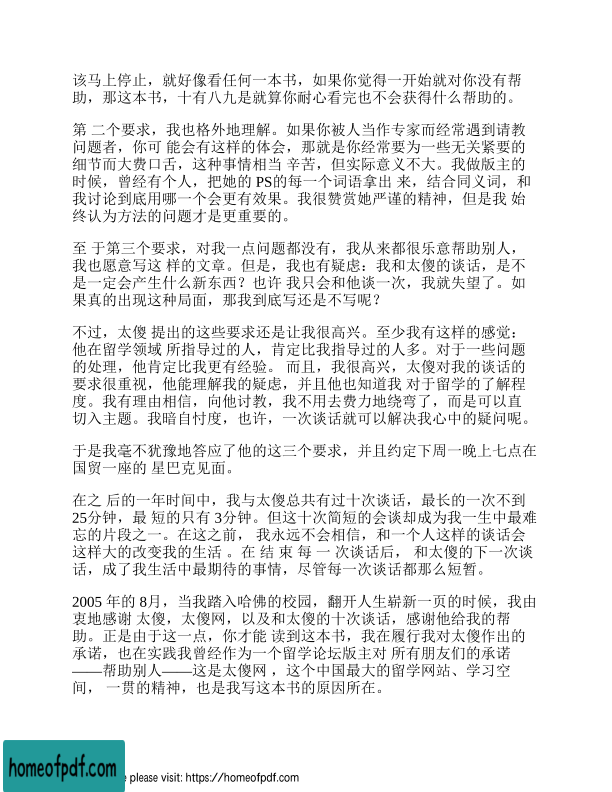 该马上停止，就好像看任何一本书，如果你觉得一开始就对你没有帮
助，那这本书，十有八九是就算你耐心看完也不会获得什么帮助的。
第 二个要求，我也格外地理解。如果你被人当作专家而经常遇到请教
问题者，你可 能会有这样的体会，那就是你经常要为一些无关紧要的
细节而大费口舌，这种事情相当 辛苦，但实际意义不大。我做版主的
时候，曾经有个人，把她的 PS的每一个词语拿出 来，结合同义词，和
我讨论到底用哪一个会更有效果。我很赞赏她严谨的精神，但是我 始
终认为方法的问题才是更重要的。
至 于第三个要求，对我一点问题都没有，我从来都很乐意帮助别人，
我也愿意写这 样的文章。但是，我也有疑虑：我和太傻的谈话，是不
是一定会产生什么新东西？也许 我只会和他谈一次，我就失望了。如
果真的出现这种局面，那我到底写还是不写呢？
不过，太傻 提出的这些要求还是让我很高兴。至少我有这样的感觉：
他在留学领域 所指导过的人，肯定比我指导过的人多。对于一些问题
的处理，他肯定比我更有经验。 而且，我很高兴，太傻对我的谈话的
要求很重视，他能理解我的疑虑，并且他也知道我 对于留学的了解程
度。我有理由相信，向他讨教，我不用去费力地绕弯了，而是可以直
切入主题。我暗自忖度，也许，一次谈话就可以解决我心中的疑问呢。
于是我毫不犹豫地答应了他的这三个要求，并且约定下周一晚上七点在
国贸一座的 星巴克见面。
在之 后的一年时间中，我与太傻总共有过十次谈话，最长的一次不到
25分钟，最 短的只有 3分钟。但这十次简短的会谈却成为我一生中最难
忘的片段之一。在这之前， 我永远不会相信，和一个人这样的谈话会
这样大的改变我的生活 。在 结 束 每 一 次谈话后， 和太傻的下一次谈
话，成了我生活中最期待的事情，尽管每一次谈话都那么短暂。
2005 年的 8月，当我踏入哈佛的校园，翻开人生崭新一页的时候，我由
衷地感谢 太傻，太傻网，以及和太傻的十次谈话，感谢他给我的帮
助。正是由于这一点，你才能 读到这本书，我在履行我对太傻作出的
承诺，也在实践我曾经作为一个留学论坛版主对 所有朋友们的承诺
——帮助别人——这是太傻网 ，这个中国最大的留学网站、学习空
间， 一贯的精神，也是我写这本书的原因所在。
homeofpdf.com
e please visit: https://homeofpdf.com